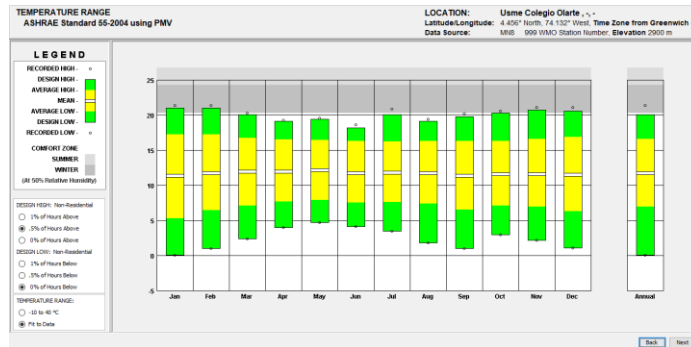 TEMPERATURE RANGE
ASHRAE Standard 55-2004 using PMV
LOCATION: Usme Colegio Olarte , -, -
Latitude/Longitude: 4.456° North, 74.132° West, Time Zone from Greenwich
Data Source: MN8 999 WMO Station Number, Elevation 2900 m
LEGEND
RECORDED HIGH -
DESIGN HIGH -
AVERAGE HIGH -
MEAN -
AVERAGE LOW -
DESIGN LOW -
RECORDED LOW -
COMFORT ZONE
SUMMER
WINTER
(At 50% Relative Humidity)
DESIGN HIGH: Non-Residential
1% of Hours Above
.5% of Hours Above
0% of Hours Above
DESIGN LOW: Non-Residential
1% of Hours Below
.5% of Hours Below
0% of Hours Below
TEMPERATURE RANGE:
-10 to 40 °C
Fit to Data
25
20
15
10
5
0
-5
Jan Feb Mar Apr May Jun Jul Aug Sep Oct Nov Dec Annual
Back Next